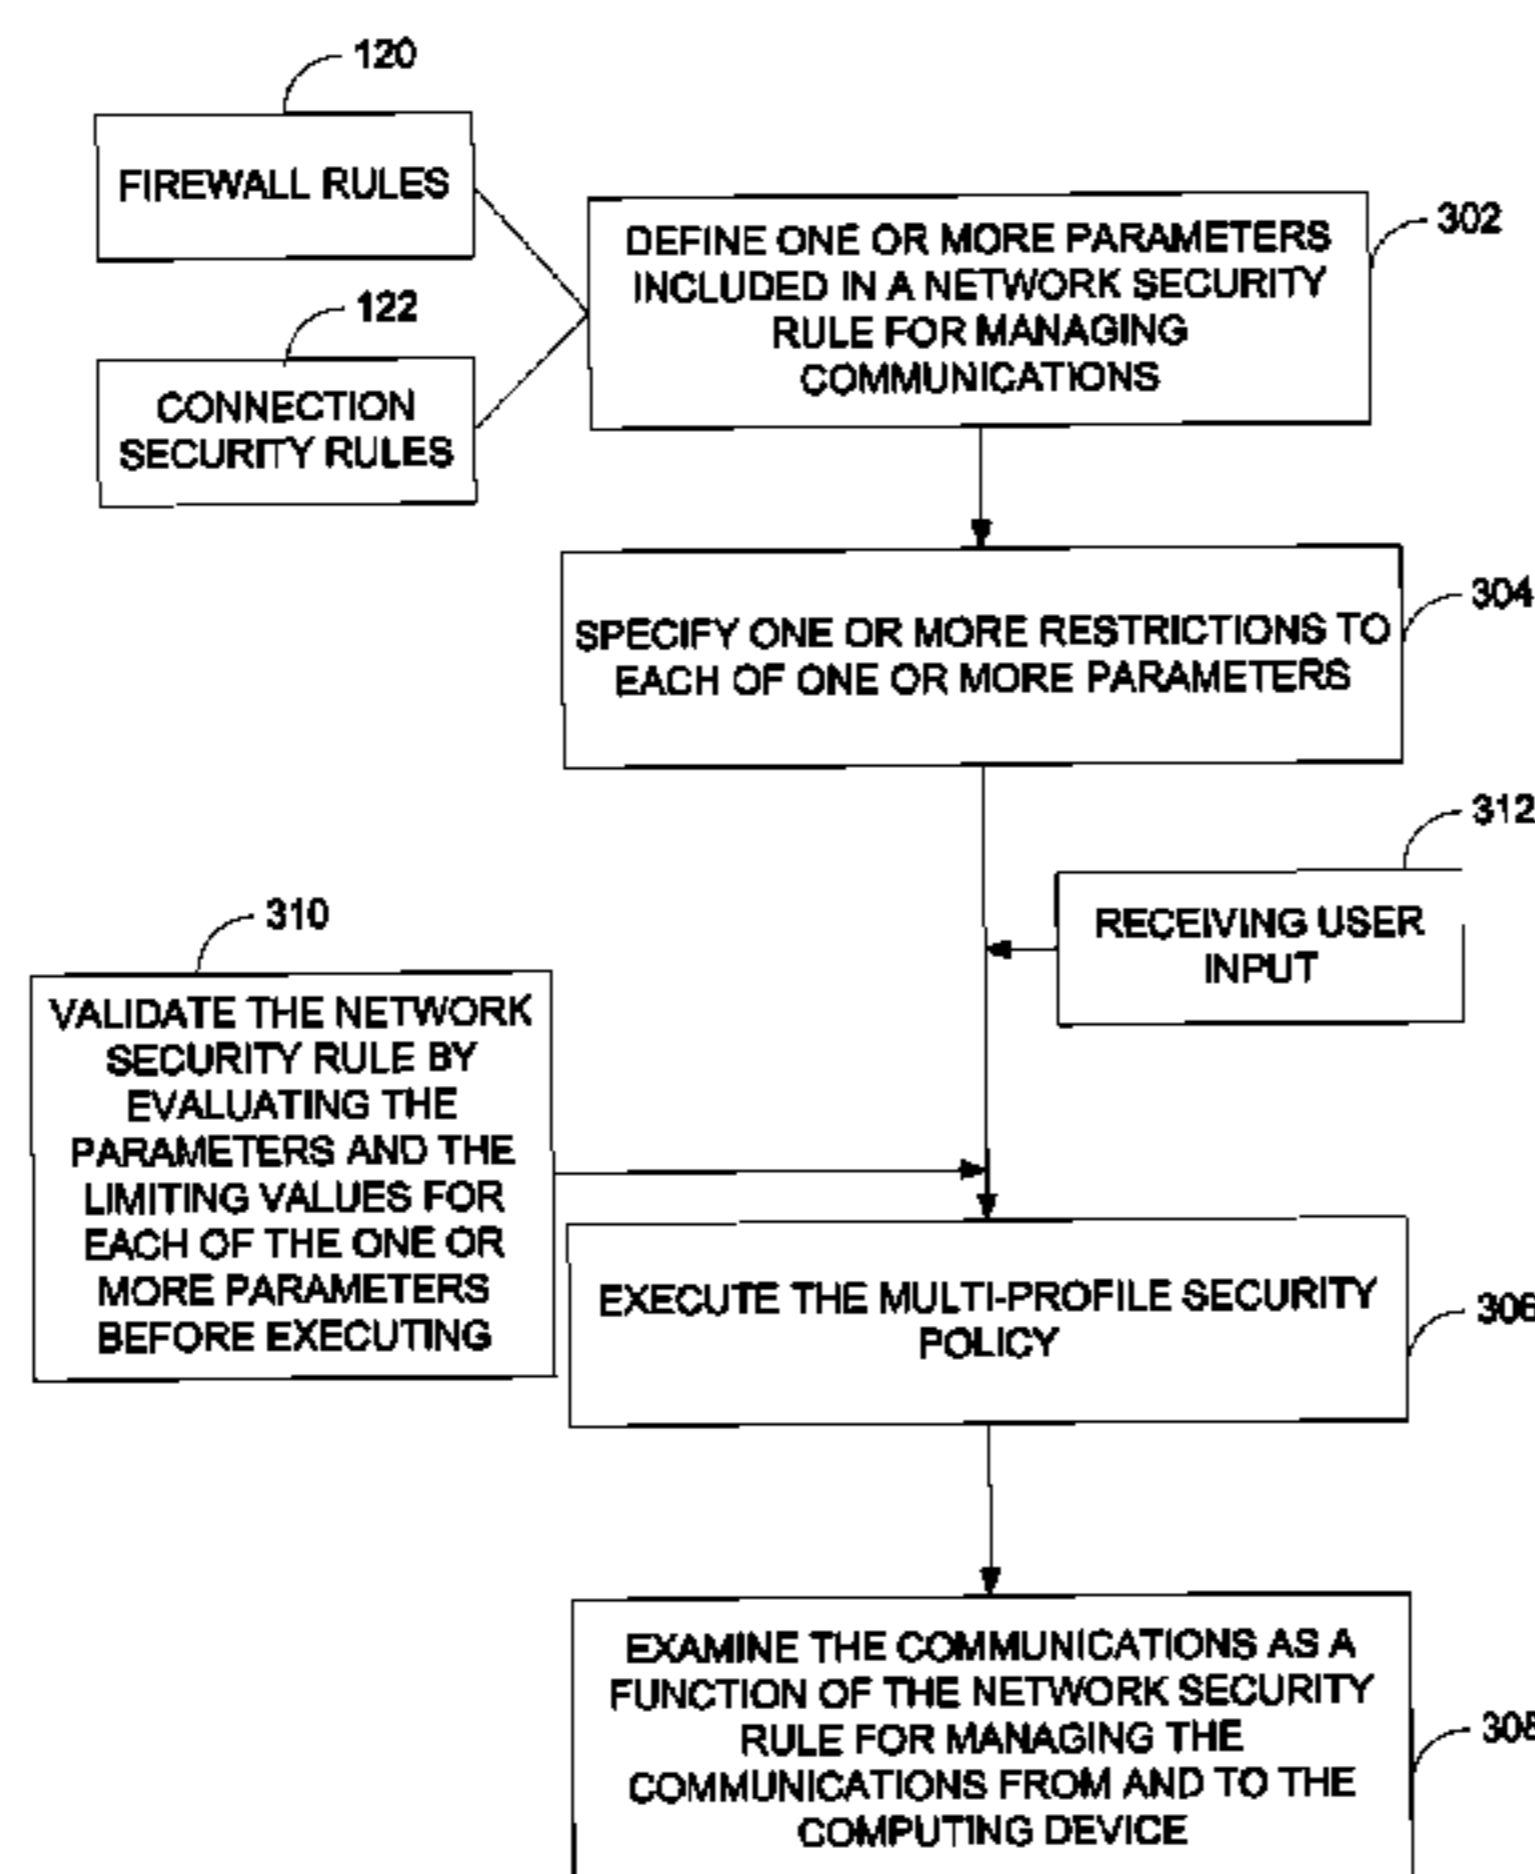 120
FIREWALL RULES
302
DEFINE ONE OR MORE PARAMETERS
INCLUDED IN A NETWORK SECURITY
RULE FOR MANAGING
COMMUNICATIONS
122
CONNECTION
SECURITY RULES
304
SPECIFY ONE OR MORE RESTRICTIONS TO
EACH OF ONE OR MORE PARAMETERS
312
RECEIVING USER
INPUT
310
VALIDATE THE NETWORK
SECURITY RULE BY
EVALUATING THE
PARAMETERS AND THE
LIMITING VALUES FOR
EACH OF THE ONE OR
MORE PARAMETERS
BEFORE EXECUTING
EXECUTE THE MULTI-PROFILE SECURITY
POLICY
306
EXAMINE THE COMMUNICATIONS AS A
FUNCTION OF THE NETWORK SECURITY
RULE FOR MANAGING THE
COMMUNICATIONS FROM AND TO THE
COMPUTING DEVICE
308